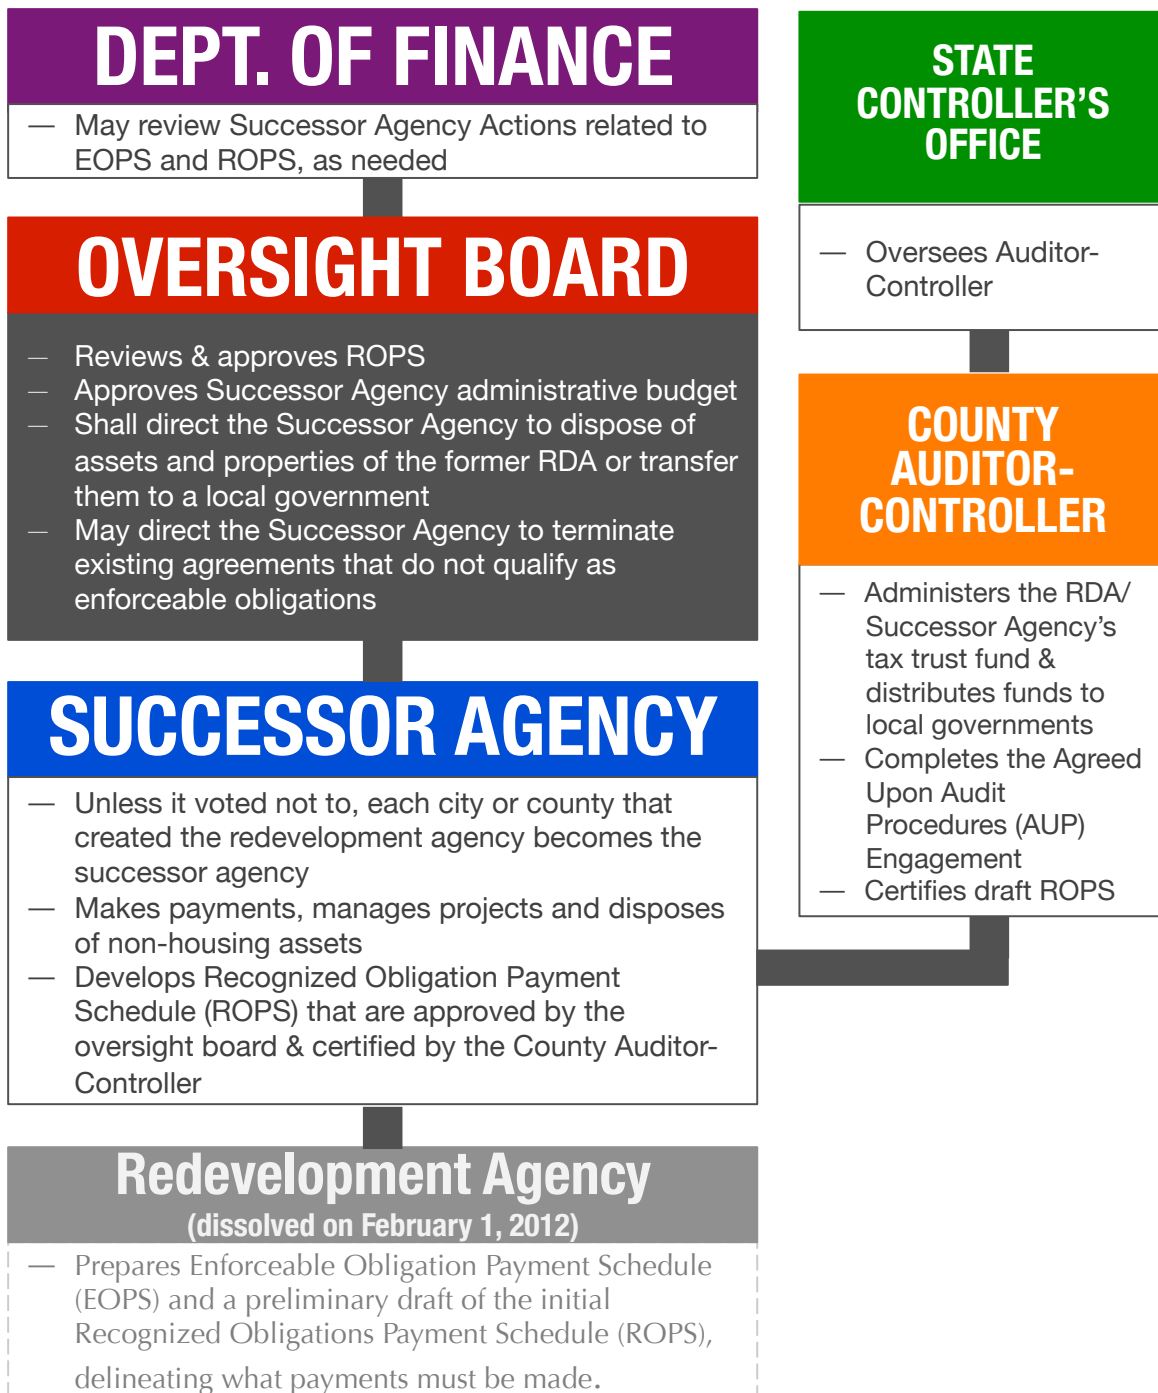 DEPT. OF FINANCE
— May review Successor Agency Actions related to
EOPS and ROPS, as needed
OVERSIGHT BOARD
— Reviews & approves ROPS
— Approves Successor Agency administrative budget
— Shall direct the Successor Agency to dispose of
assets and properties of the former RDA or transfer
them to a local government
— May direct the Successor Agency to terminate
existing agreements that do not qualify as
enforceable obligations
SUCCESSOR AGENCY
— Unless it voted not to, each city or county that
created the redevelopment agency becomes the
successor agency
— Makes payments, manages projects and disposes
of non-housing assets
— Develops Recognized Obligation Payment
Schedule (ROPS) that are approved by the
oversight board & certified by the County Auditor-
Controller
Redevelopment Agency
(dissolved on February 1, 2012)
— Prepares Enforceable Obligation Payment Schedule
(EOPS) and a preliminary draft of the initial
Recognized Obligations Payment Schedule (ROPS),
delineating what payments must be made.
STATE
CONTROLLER'S
OFFICE
— Oversees Auditor-
Controller
COUNTY
AUDITOR-
CONTROLLER
— Administers the RDA/
Successor Agency's
tax trust fund &
distributes funds to
local governments
— Completes the Agreed
Upon Audit
Procedures (AUP)
Engagement
— Certifies draft ROPS